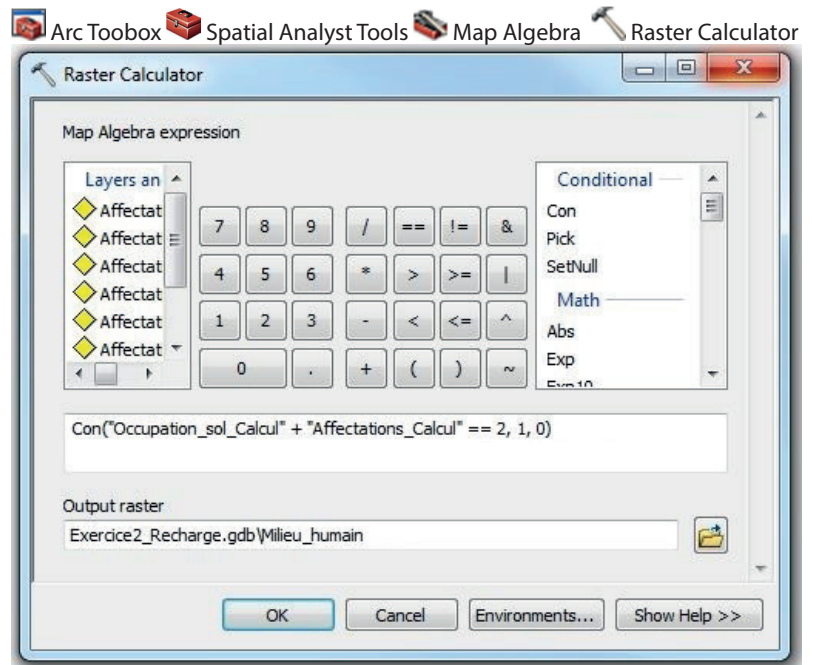 Arc Toobox Spatial Analyst Tools Map Algebra Raster Calculator
Raster Calculator
Map Algebra expression
Layers an
Affectat
Affectat
Affectat
Affectat
Affectat
Affectat
7 8 9 / == != &
4 5 6 * > >= |
1 2 3 - < <= ^
0 . + ( ) ~
Conditional
Con
Pick
SetNull
Math
Abs
Exp
Exp10
Con("Occupation_sol_Calcul" + "Affectations_Calcul" == 2, 1, 0)
Output raster
Exercice2_Recharge.gdb\Milieu_humain
OK Cancel Environments... Show Help >>